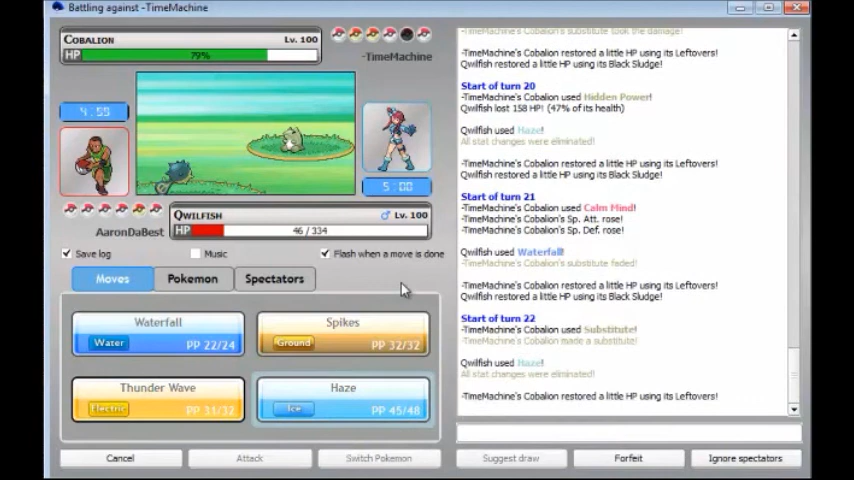 Battling against -TimeMachine
COBALION Lv. 100
HP 79%
-TimeMachine
4:55
5:00
QWILFISH ♂ Lv. 100
HP 46 / 334
AaronDaBest
Save log
Music
Flash when a move is done
Moves
Pokemon
Spectators
Waterfall
Water PP 22/24
Spikes
Ground PP 32/32
Thunder Wave
Electric PP 31/32
Haze
Ice PP 45/48
Cancel
Attack
Switch Pokemon
-TimeMachine's Cobalion's substitute took the damage!
-TimeMachine's Cobalion restored a little HP using its Leftovers!
Qwilfish restored a little HP using its Black Sludge!
Start of turn 20
-TimeMachine's Cobalion used Hidden Power!
Qwilfish lost 158 HP! (47% of its health)
Qwilfish used Haze!
All stat changes were eliminated!
-TimeMachine's Cobalion restored a little HP using its Leftovers!
Qwilfish restored a little HP using its Black Sludge!
Start of turn 21
-TimeMachine's Cobalion used Calm Mind!
-TimeMachine's Cobalion's Sp. Att. rose!
-TimeMachine's Cobalion's Sp. Def. rose!
Qwilfish used Waterfall!
-TimeMachine's Cobalion's substitute faded!
-TimeMachine's Cobalion restored a little HP using its Leftovers!
Qwilfish restored a little HP using its Black Sludge!
Start of turn 22
-TimeMachine's Cobalion used Substitute!
-TimeMachine's Cobalion made a substitute!
Qwilfish used Haze!
All stat changes were eliminated!
-TimeMachine's Cobalion restored a little HP using its Leftovers!
Suggest draw
Forfeit
Ignore spectators